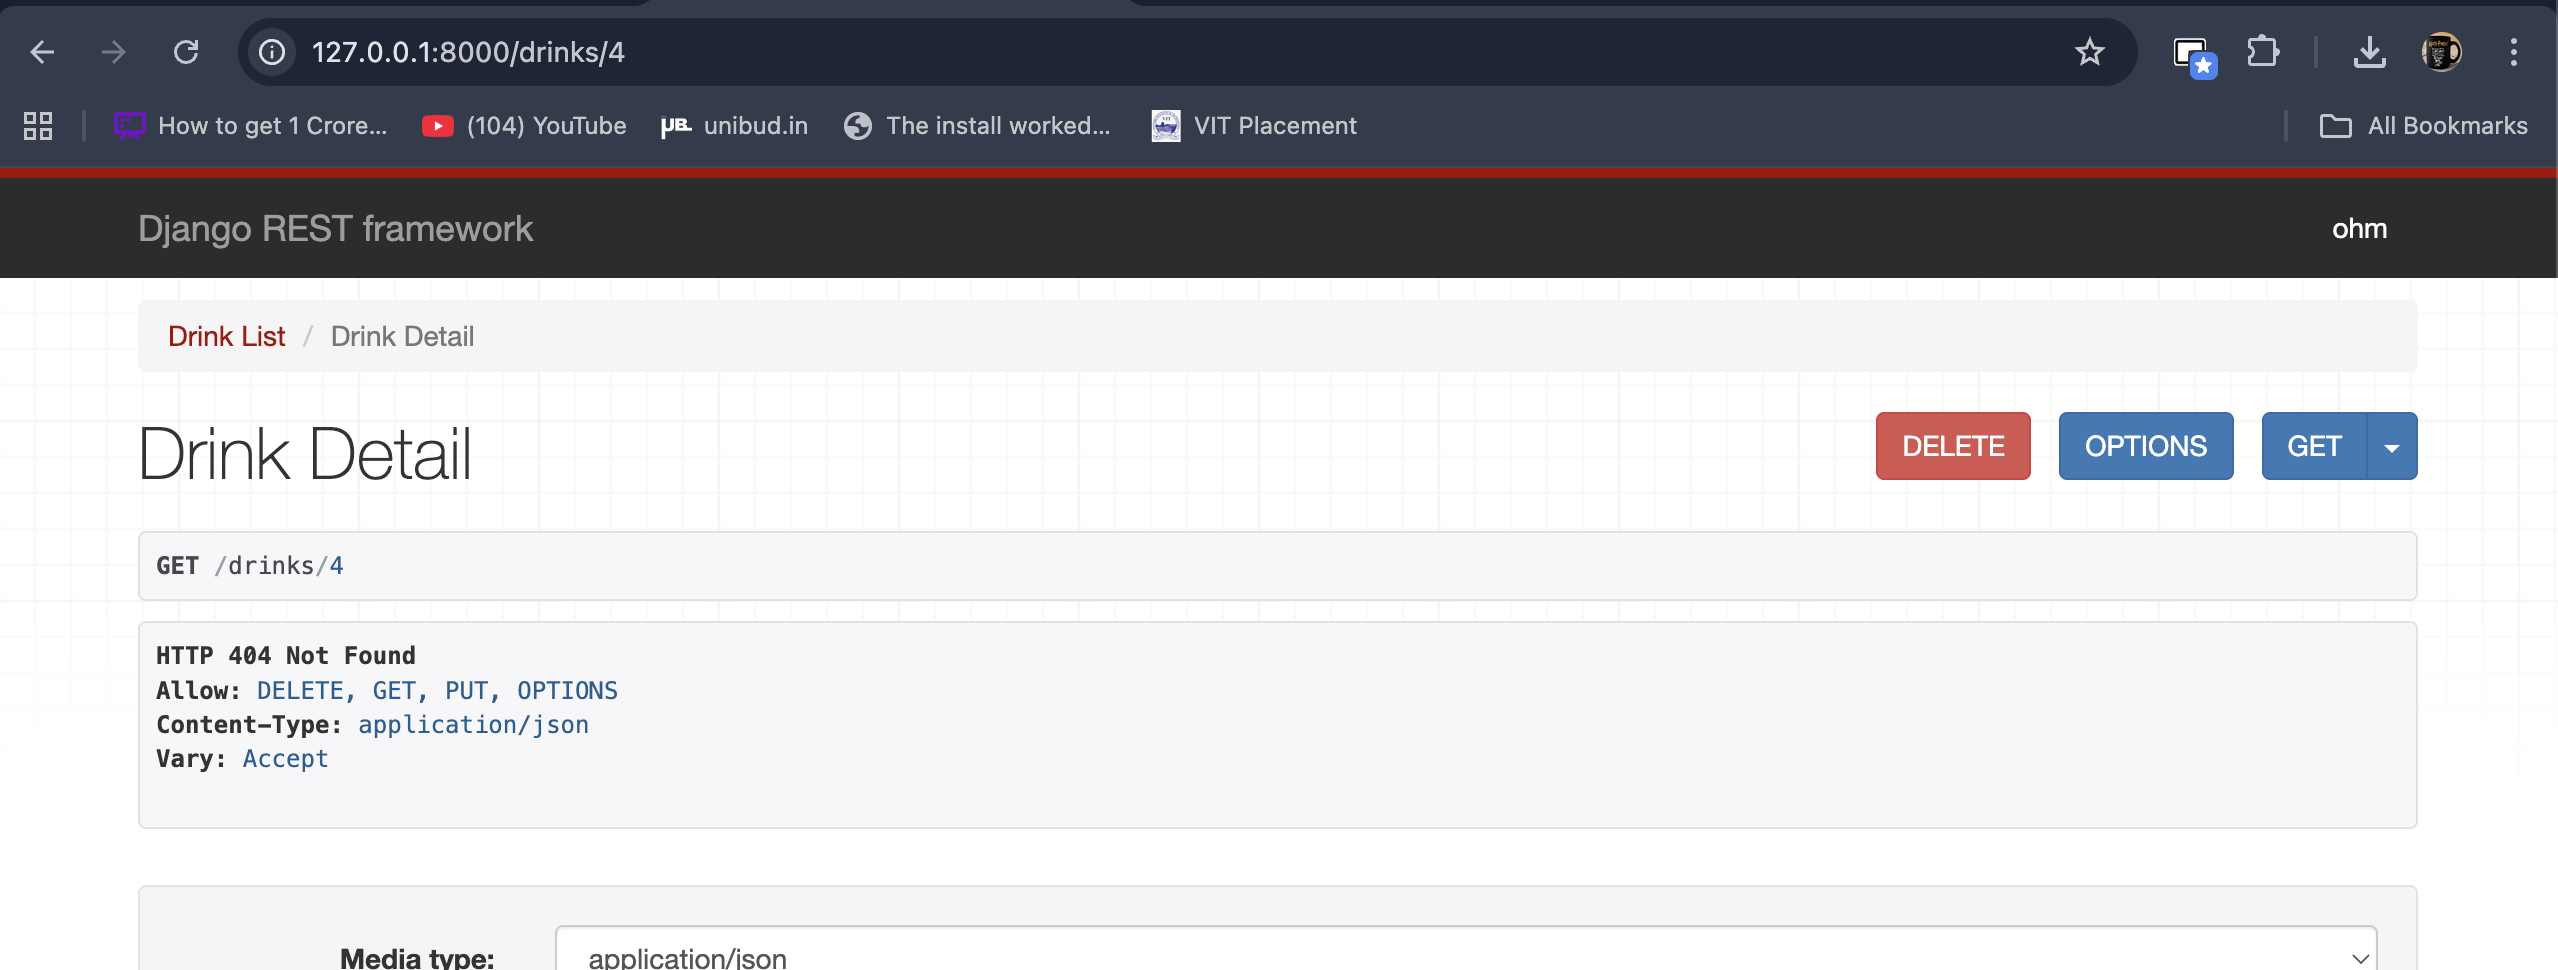 127.0.0.1:8000/drinks/4
How to get 1 Crore... (104) YouTube µB. unibud.in The install worked... VIT Placement All Bookmarks
Django REST framework ohm
Drink List / Drink Detail
Drink Detail DELETE OPTIONS GET
GET /drinks/4
HTTP 404 Not Found
Allow: DELETE, GET, PUT, OPTIONS
Content-Type: application/json
Vary: Accept
Media type: application/json